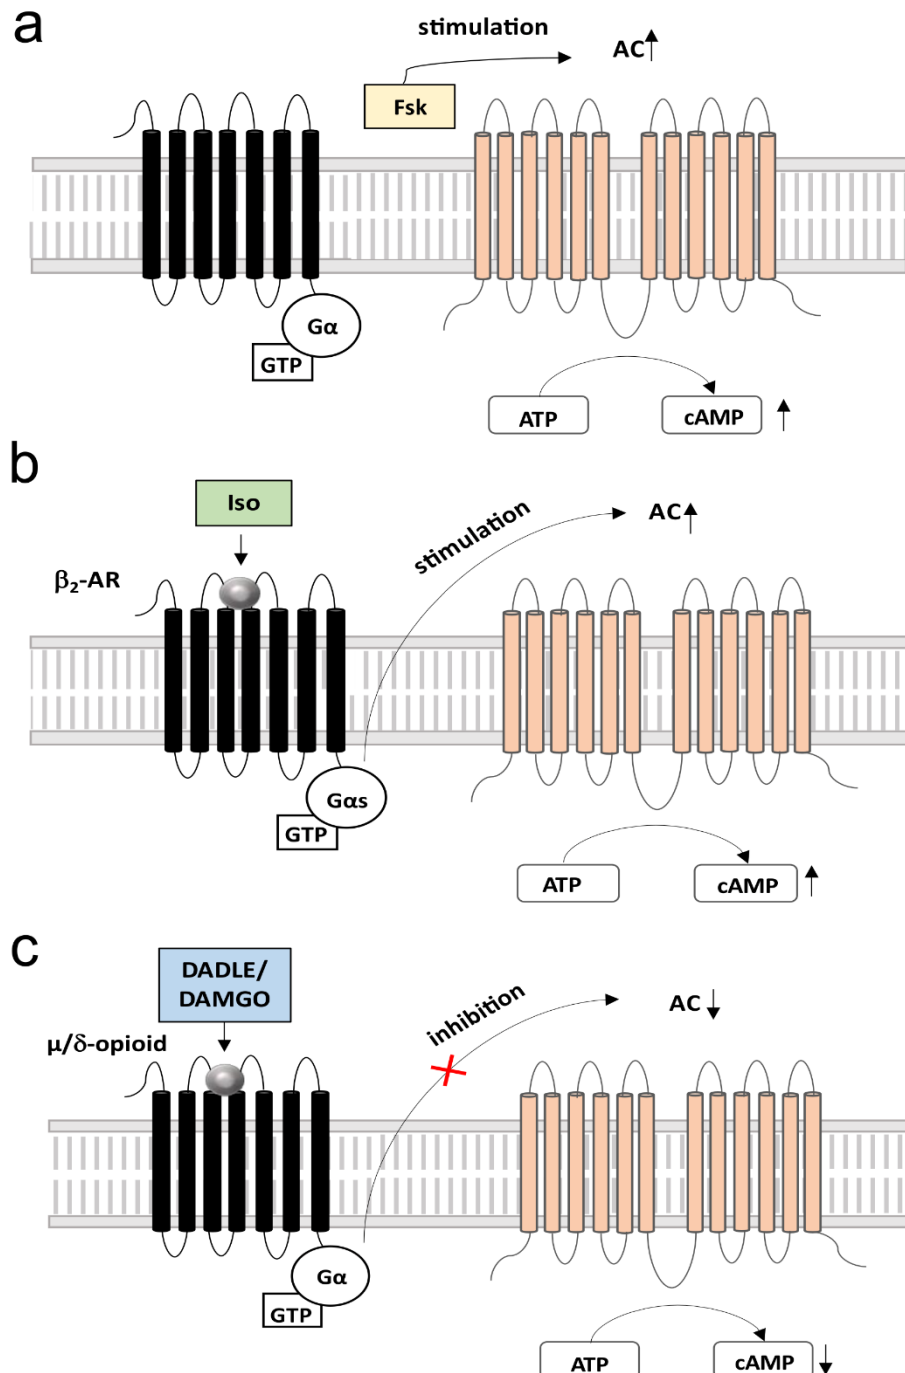 a
stimulation
AC
Fsk
Gα
GTP
ATP
cAMP
b
Iso
stimulation
AC
β₂-AR
Gαs
GTP
ATP
cAMP
c
DADLE/
DAMGO
inhibition
AC
μ/δ-opioid
Gα
GTP
ATP
cAMP